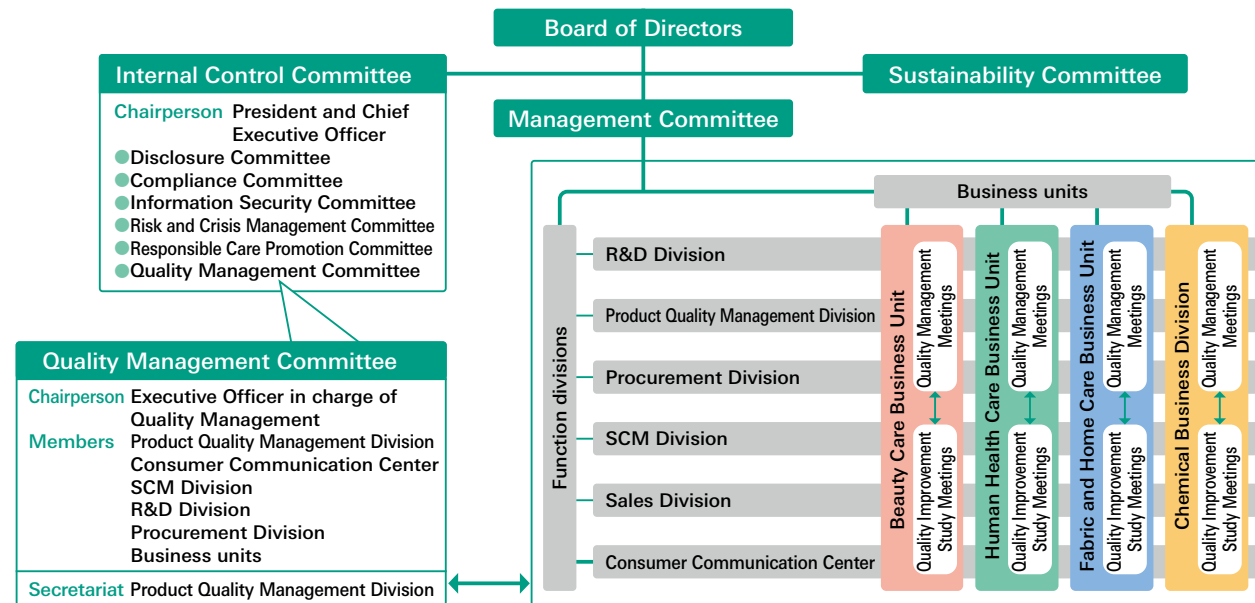 Board of Directors
Internal Control Committee
Chairperson President and Chief
Executive Officer
●Disclosure Committee
●Compliance Committee
●Information Security Committee
●Risk and Crisis Management Committee
●Responsible Care Promotion Committee
●Quality Management Committee
Sustainability Committee
Management Committee
Quality Management Committee
Chairperson Executive Officer in charge of
Quality Management
Members Product Quality Management Division
Consumer Communication Center
SCM Division
R&D Division
Procurement Division
Business units
Secretariat Product Quality Management Division
Business units
Function divisions
R&D Division
Product Quality Management Division
Procurement Division
SCM Division
Sales Division
Consumer Communication Center
Beauty Care Business Unit
Quality Management
Meetings
Quality Improvement
Study Meetings
Human Health Care Business Unit
Quality Management
Meetings
Quality Improvement
Study Meetings
Fabric and Home Care Business Unit
Quality Management
Meetings
Quality Improvement
Study Meetings
Chemical Business Division
Quality Management
Meetings
Quality Improvement
Study Meetings